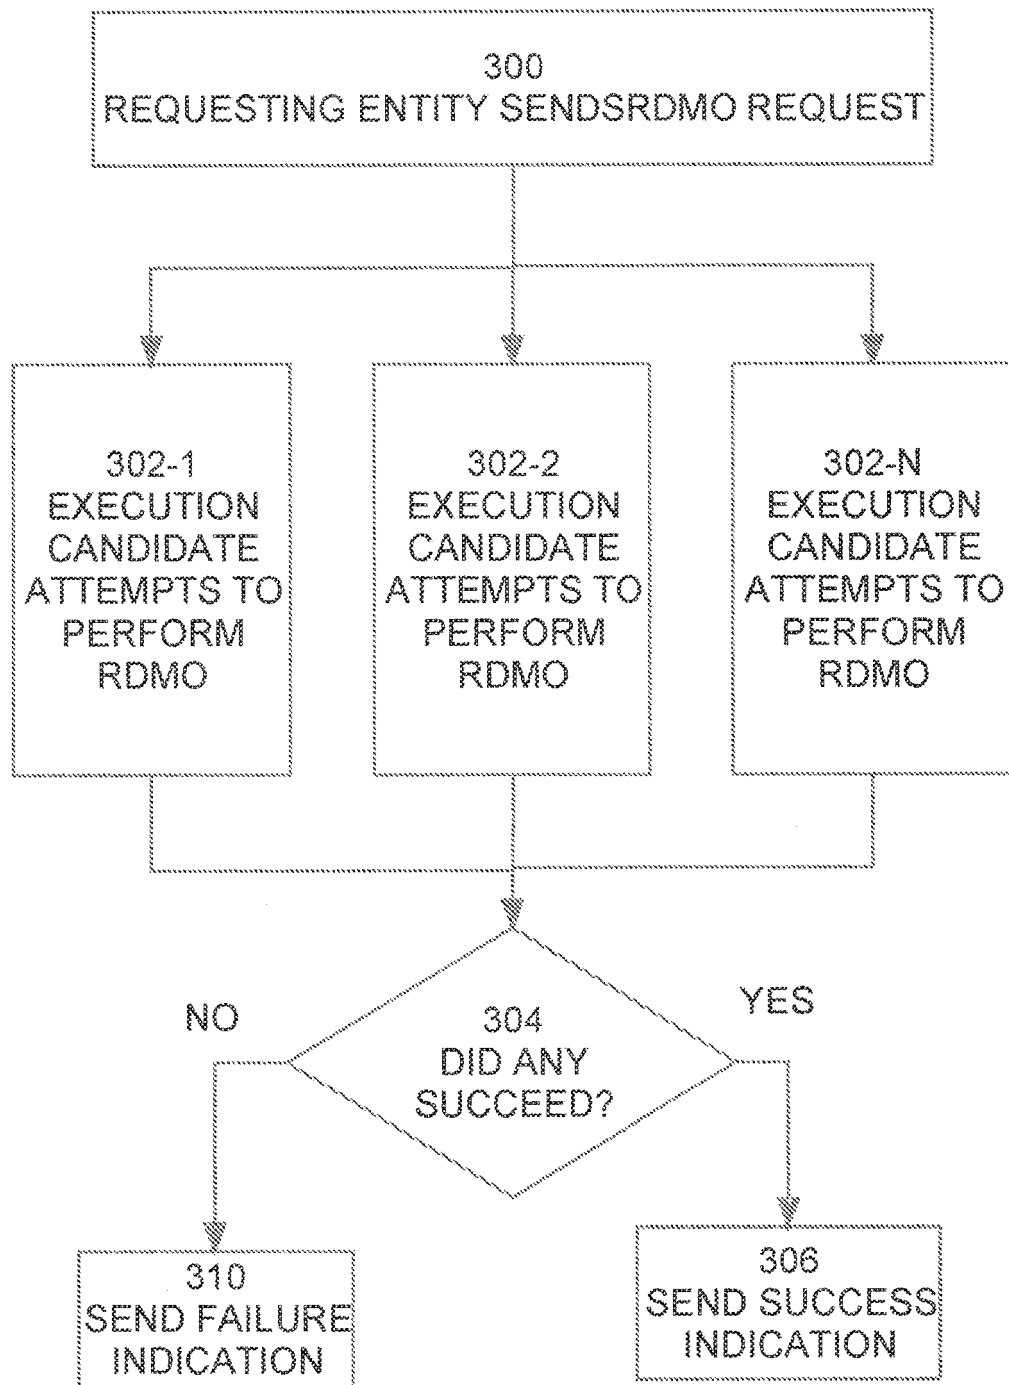 300
REQUESTING ENTITY SENDSRDMO REQUEST
302-1
EXECUTION
CANDIDATE
ATTEMPTS TO
PERFORM
RDMO
302-2
EXECUTION
CANDIDATE
ATTEMPTS TO
PERFORM
RDMO
302-N
EXECUTION
CANDIDATE
ATTEMPTS TO
PERFORM
RDMO
NO
YES
304
DID ANY
SUCCEED?
310
SEND FAILURE
INDICATION
306
SEND SUCCESS
INDICATION